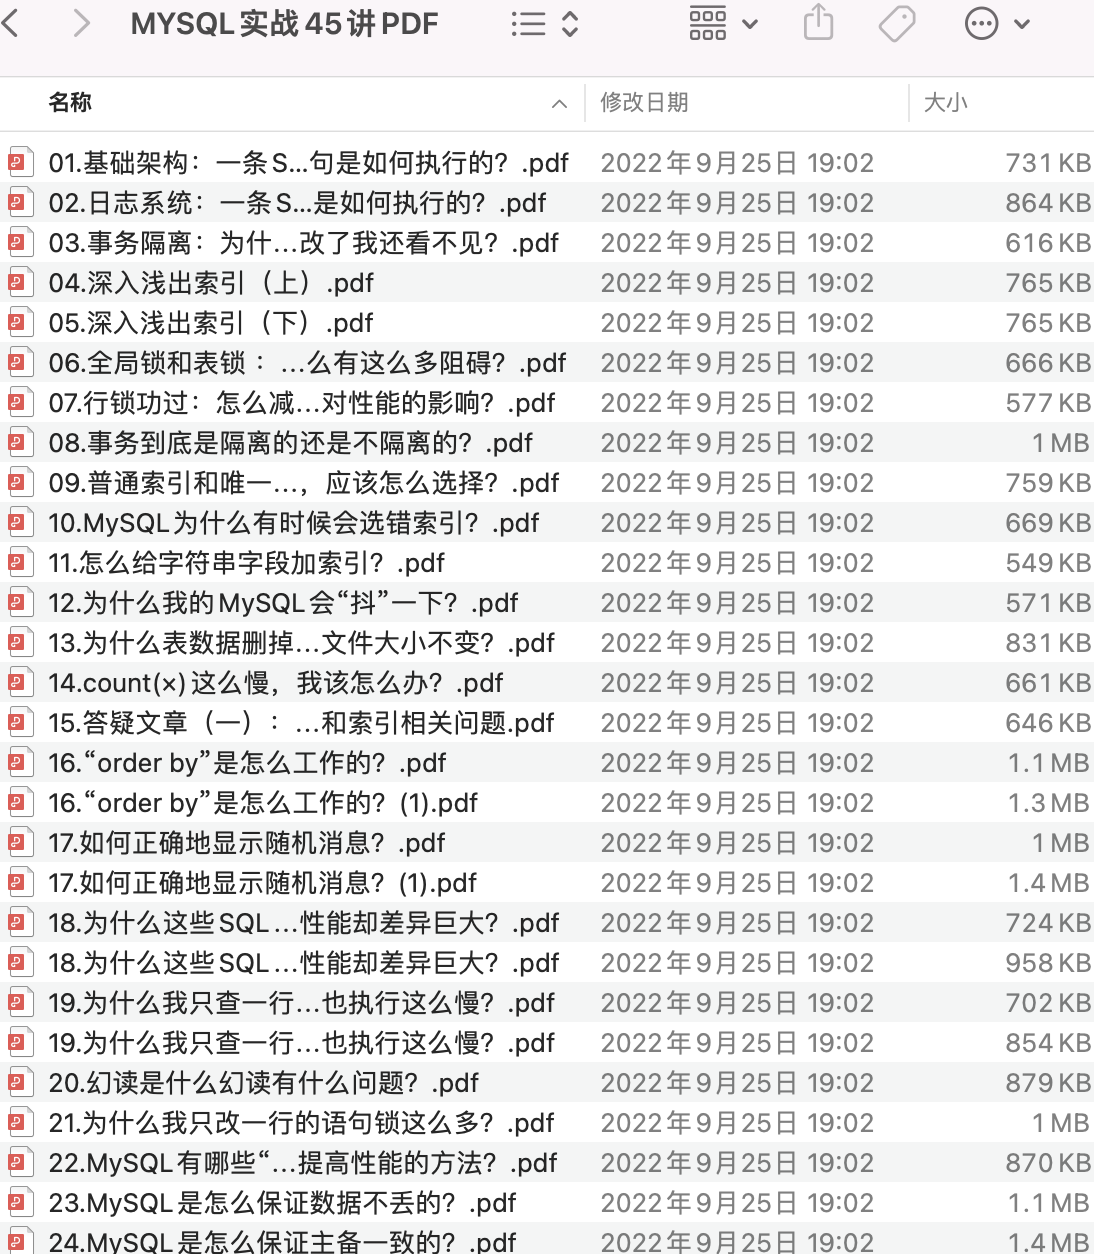 MYSQL实战45讲PDF
名称 修改日期 大小
01.基础架构：一条S...句是如何执行的？.pdf 2022年9月25日 19:02 731 KB
02.日志系统：一条S...是如何执行的？.pdf 2022年9月25日 19:02 864 KB
03.事务隔离：为什...改了我还看不见？.pdf 2022年9月25日 19:02 616 KB
04.深入浅出索引（上）.pdf 2022年9月25日 19:02 765 KB
05.深入浅出索引（下）.pdf 2022年9月25日 19:02 765 KB
06.全局锁和表锁 ：...么有这么多阻碍？.pdf 2022年9月25日 19:02 666 KB
07.行锁功过：怎么减...对性能的影响？.pdf 2022年9月25日 19:02 577 KB
08.事务到底是隔离的还是不隔离的？.pdf 2022年9月25日 19:02 1 MB
09.普通索引和唯一...，应该怎么选择？.pdf 2022年9月25日 19:02 759 KB
10.MySQL为什么有时候会选错索引？.pdf 2022年9月25日 19:02 669 KB
11.怎么给字符串字段加索引？.pdf 2022年9月25日 19:02 549 KB
12.为什么我的MySQL会“抖”一下？.pdf 2022年9月25日 19:02 571 KB
13.为什么表数据删掉...文件大小不变？.pdf 2022年9月25日 19:02 831 KB
14.count(×)这么慢，我该怎么办？.pdf 2022年9月25日 19:02 661 KB
15.答疑文章（一）：...和索引相关问题.pdf 2022年9月25日 19:02 646 KB
16.“order by”是怎么工作的？.pdf 2022年9月25日 19:02 1.1 MB
16.“order by”是怎么工作的？(1).pdf 2022年9月25日 19:02 1.3 MB
17.如何正确地显示随机消息？.pdf 2022年9月25日 19:02 1 MB
17.如何正确地显示随机消息？(1).pdf 2022年9月25日 19:02 1.4 MB
18.为什么这些SQL...性能却差异巨大？.pdf 2022年9月25日 19:02 724 KB
18.为什么这些SQL...性能却差异巨大？.pdf 2022年9月25日 19:02 958 KB
19.为什么我只查一行...也执行这么慢？.pdf 2022年9月25日 19:02 702 KB
19.为什么我只查一行...也执行这么慢？.pdf 2022年9月25日 19:02 854 KB
20.幻读是什么幻读有什么问题？.pdf 2022年9月25日 19:02 879 KB
21.为什么我只改一行的语句锁这么多？.pdf 2022年9月25日 19:02 1 MB
22.MySQL有哪些“...提高性能的方法？.pdf 2022年9月25日 19:02 870 KB
23.MySQL是怎么保证数据不丢的？.pdf 2022年9月25日 19:02 1.1 MB
24.MySQL是怎么保证主备一致的？.pdf 2022年9月25日 19:02 1.4 MB